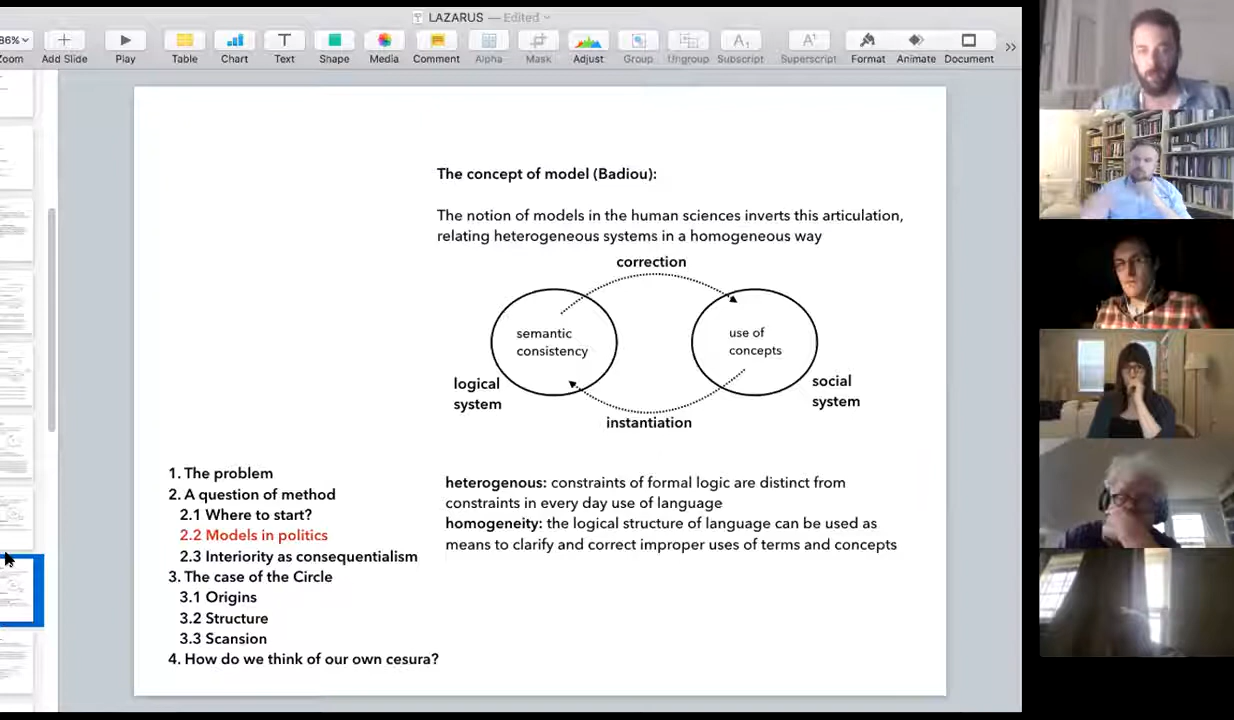 LAZARUS — Edited
86%
Zoom
Add Slide
Play
Table
Chart
Text
Shape
Media
Comment
Alpha
Mask
Adjust
Group
Ungroup
Subscript
Superscript
Format
Animate
Document
The concept of model (Badiou):
The notion of models in the human sciences inverts this articulation,
relating heterogeneous systems in a homogeneous way
correction
semantic
consistency
use of
concepts
logical
system
social
system
instantiation
heterogenous: constraints of formal logic are distinct from
constraints in every day use of language
homogeneity: the logical structure of language can be used as
means to clarify and correct improper uses of terms and concepts
1. The problem
2. A question of method
2.1 Where to start?
2.2 Models in politics
2.3 Interiority as consequentialism
3. The case of the Circle
3.1 Origins
3.2 Structure
3.3 Scansion
4. How do we think of our own cesura?